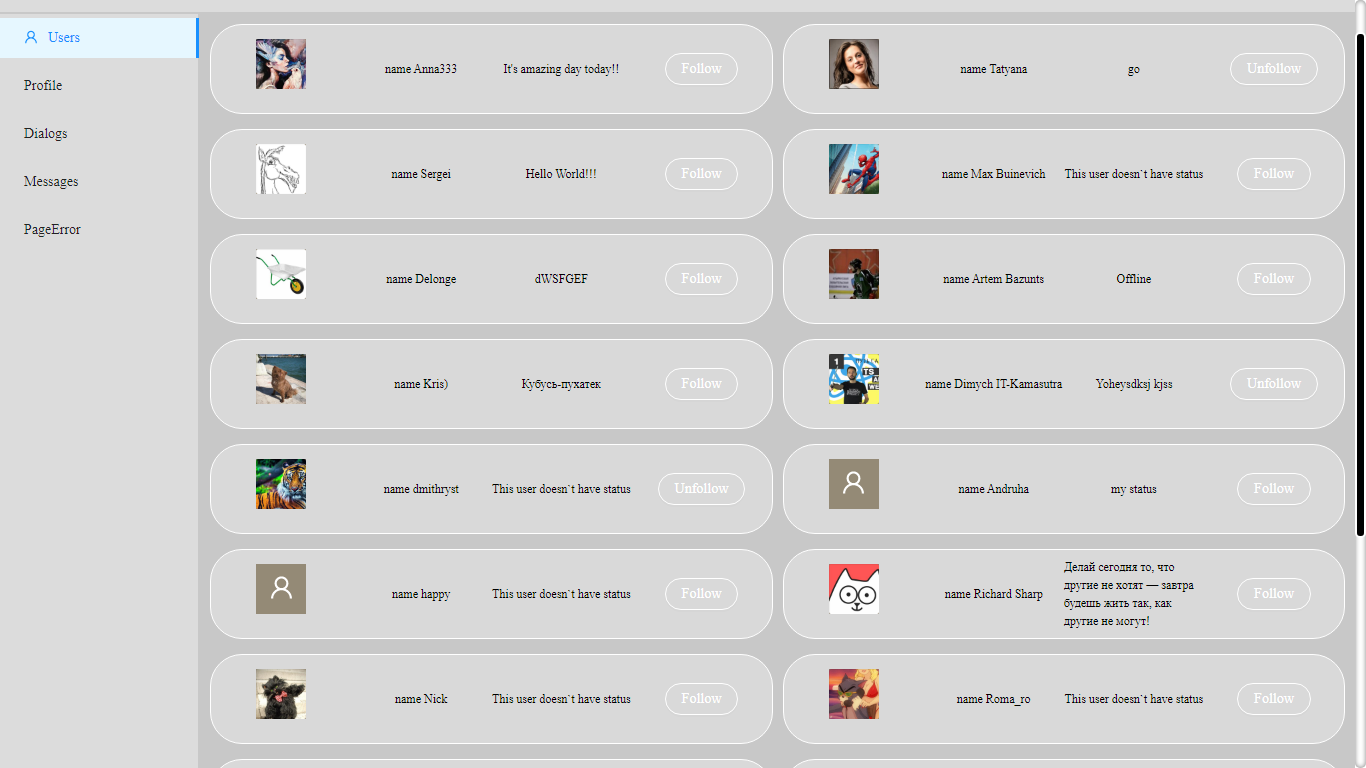 Users
Profile
Dialogs
Messages
PageError
name Anna333
It's amazing day today!!
Follow
name Tatyana
go
Unfollow
name Sergei
Hello World!!!
Follow
name Max Buinevich
This user doesn`t have status
Follow
name Delonge
dWSFGEF
Follow
name Artem Bazunts
Offline
Follow
name Kris)
Кубусь-пухатек
Follow
name Dimych IT-Kamasutra
Yoheysdksj kjss
Unfollow
name dmithryst
This user doesn`t have status
Unfollow
name Andruha
my status
Follow
name happy
This user doesn`t have status
Follow
name Richard Sharp
Делай сегодня то, что
другие не хотят — завтра
будешь жить так, как
другие не могут!
Follow
name Nick
This user doesn`t have status
Follow
name Roma_ro
This user doesn`t have status
Follow